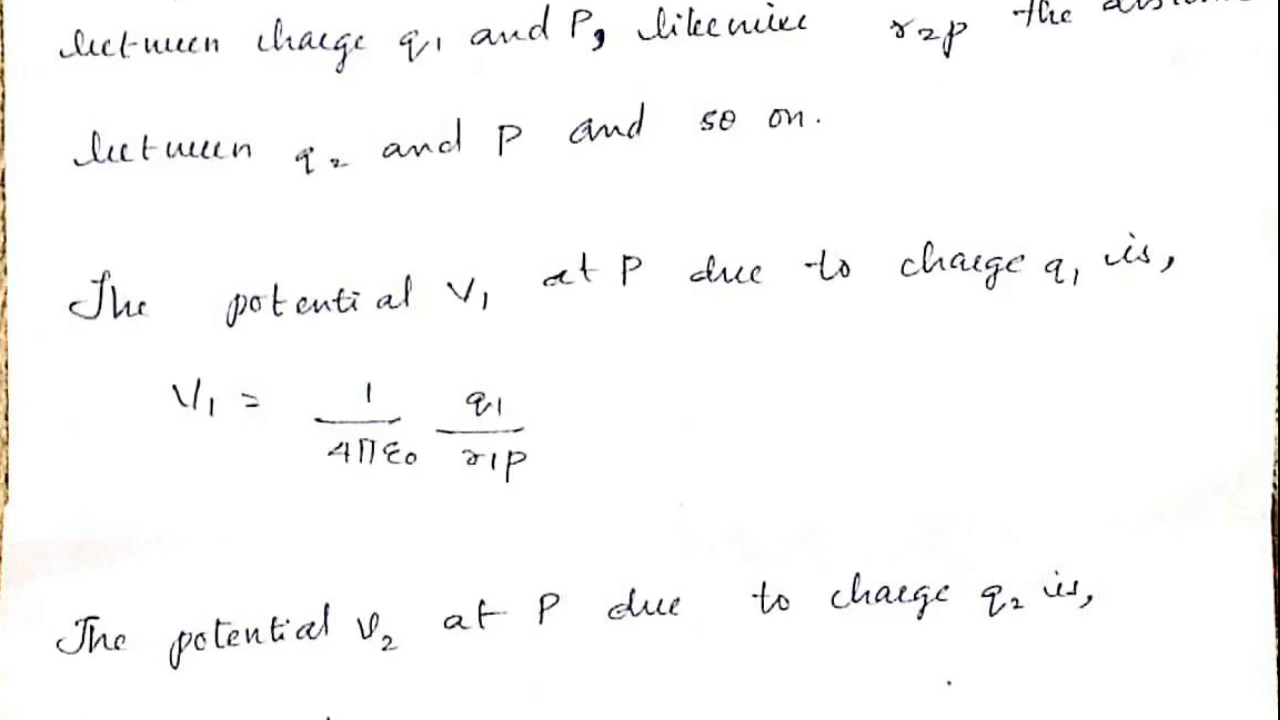 between charge q₁ and P, likewise r₂p the
between q₂ and P and so on.
The potential V₁ at P due to charge q₁ is,
V₁ = 1/4πε₀ q₁/r₁p
The potential V₂ at P due to charge q₂ is,